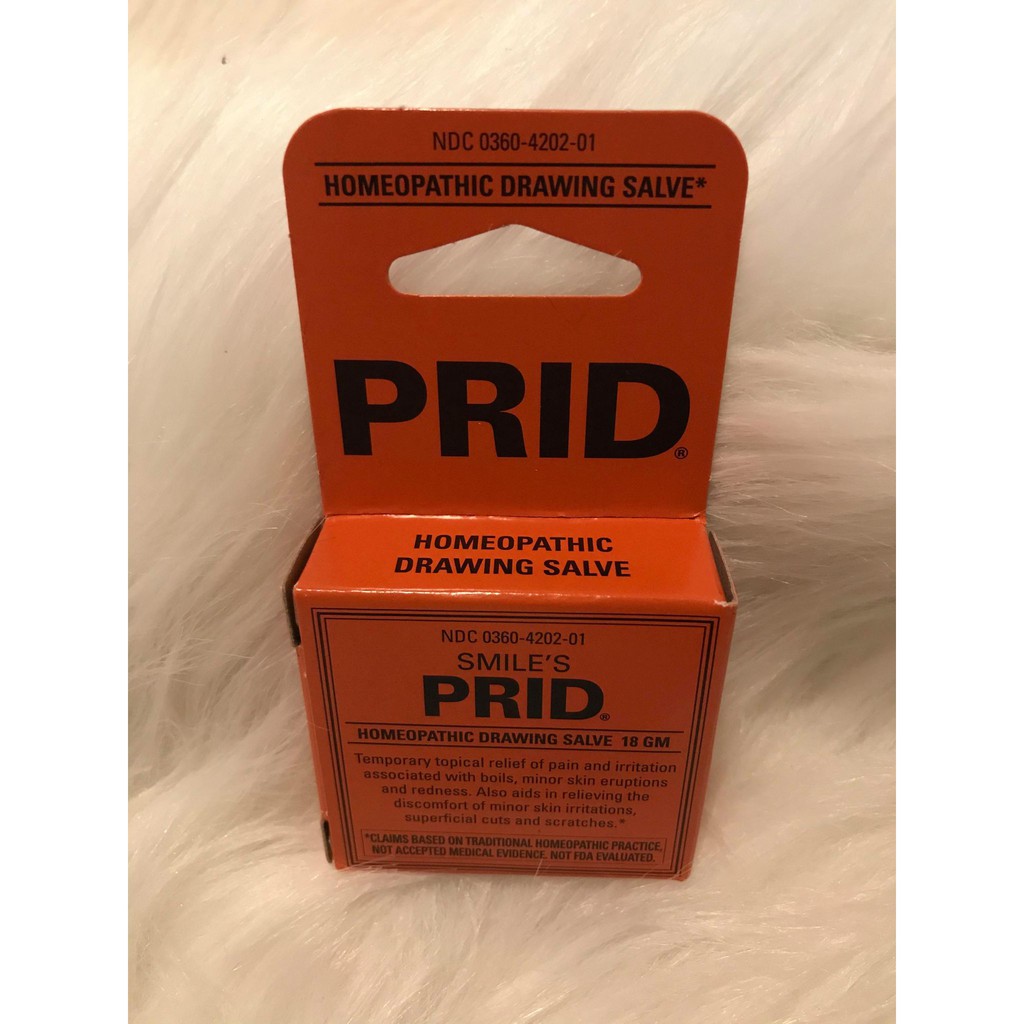 NDC 0360-4202-01
HOMEOPATHIC DRAWING SALVE*
PRID®
HOMEOPATHIC
DRAWING SALVE
NDC 0360-4202-01
SMILE'S
PRID®
HOMEOPATHIC DRAWING SALVE 18 GM
Temporary topical relief of pain and irritation
associated with boils, minor skin eruptions
and redness. Also aids in relieving the
discomfort of minor skin irritations,
superficial cuts and scratches.*
*CLAIMS BASED ON TRADITIONAL HOMEOPATHIC PRACTICE,
NOT ACCEPTED MEDICAL EVIDENCE. NOT FDA EVALUATED.